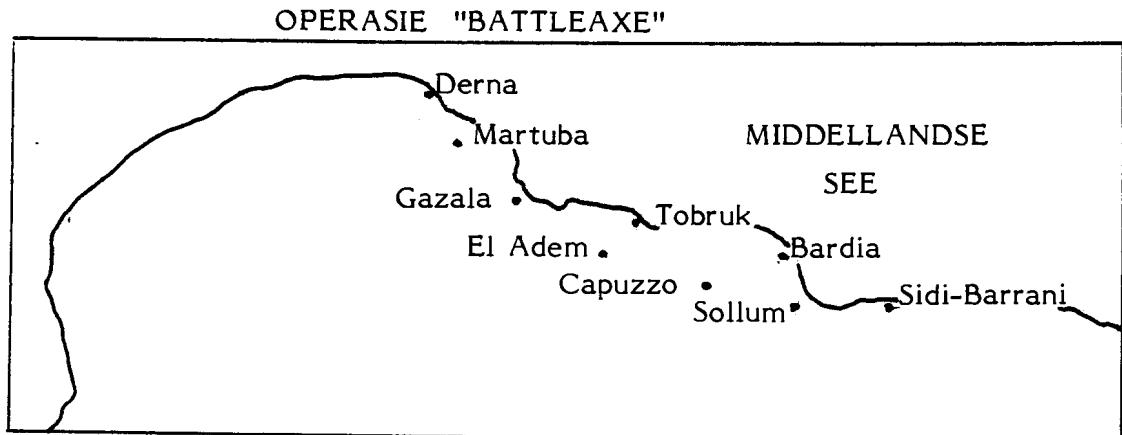 OPERASIE "BATTLEAXE"
Derna
Martuba
MIDDELLANDSE
SEE
Gazala
Tobruk
El Adem
Bardia
Capuzzo
Sollum
Sidi-Barrani